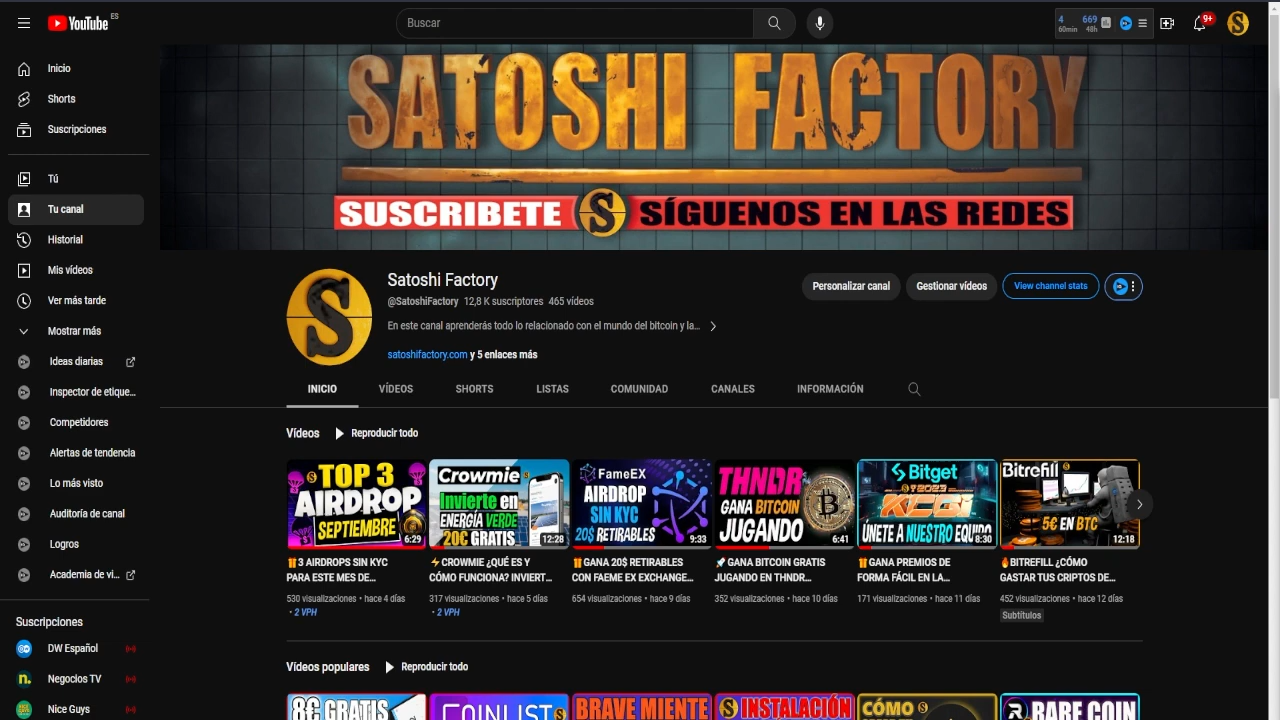 YouTube ES
Buscar
4 669
60min 48h
9+
Inicio
Shorts
Suscripciones
Tú
Tu canal
Historial
Mis vídeos
Ver más tarde
Mostrar más
Ideas diarias
Inspector de etique...
Competidores
Alertas de tendencia
Lo más visto
Auditoría de canal
Logros
Academia de vi...
Suscripciones
DW Español
Negocios TV
Nice Guys
SATOSHI FACTORY
SUSCRIBETE S SÍGUENOS EN LAS REDES
Satoshi Factory
@SatoshiFactory 12,8 K suscriptores 465 vídeos
En este canal aprenderás todo lo relacionado con el mundo del bitcoin y la...
satoshifactory.com y 5 enlaces más
Personalizar canal
Gestionar vídeos
View channel stats
INICIO VÍDEOS SHORTS LISTAS COMUNIDAD CANALES INFORMACIÓN
Vídeos Reproducir todo
TOP 3
AIRDROP
SEPTIEMBRE
6:29
3 AIRDROPS SIN KYC
PARA ESTE MES DE...
530 visualizaciones • hace 4 días
• 2 VPH
Crowmie
Invierte en
ENERGÍA VERDE
20€ GRATIS
12:28
CROWMIE ¿QUÉ ES Y
CÓMO FUNCIONA? INVIERT...
317 visualizaciones • hace 5 días
• 2 VPH
FameEX
AIRDROP
SIN KYC
20$ RETIRABLES
9:33
GANA 20$ RETIRABLES
CON FAEME EX EXCHANGE...
654 visualizaciones • hace 9 días
THNDR
GANA BITCOIN
JUGANDO
6:41
GANA BITCOIN GRATIS
JUGANDO EN THNDR...
352 visualizaciones • hace 10 días
Bitget
2023
KCGI
ÚNETE A NUESTRO EQUIPO
8:30
GANA PREMIOS DE
FORMA FÁCIL EN LA...
171 visualizaciones • hace 11 días
Bitrefill
5€ EN BTC
12:18
BITREFILL ¿CÓMO
GASTAR TUS CRIPTOS DE...
452 visualizaciones • hace 12 días
Subtítulos
Vídeos populares Reproducir todo
8€ GRATIS
COINLIST
BRAVE MIENTE
INSTALACIÓN
CÓMO
RARE COIN